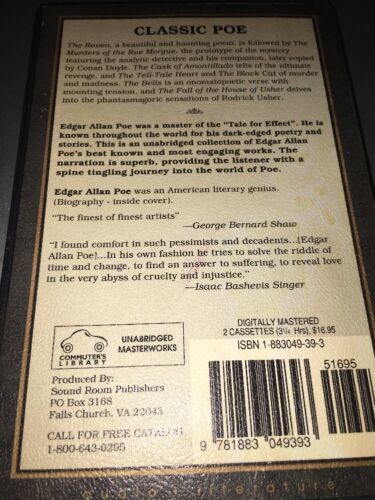 CLASSIC POE
The Raven, a beautiful and haunting poem, is followed by The
Murders of the Rue Morgue, the prototype of the mystery
featuring the analytic detective and his companion, later copied
by Conan Doyle. The Cask of Amontillado tells of the ultimate
revenge, and The Tell-Tale Heart and The Black Cat of murder
and madness. The Bells is an onomatopoetic verse with
mounting tension, and The Fall of the House of Usher delves
into the phantasmagoric sensations of Rodrick Usher.
Edgar Allan Poe was a master of the "Tale for Effect". He is
known throughout the world for his dark-edged poetry and
stories. This is an unabridged collection of Edgar Allan
Poe's best known and most engaging works. The
narration is superb, providing the listener with a
spine tingling journey into the world of Poe.
Edgar Allan Poe was an American literary genius.
(Biography - inside cover).
"The finest of finest artists"
—George Bernard Shaw
"I found comfort in such pessimists and decadents...[Edgar
Allan Poe]...In his own fashion he tries to solve the riddle of
time and change, to find an answer to suffering, to reveal love
in the very abyss of cruelty and injustice."
—Isaac Bashevis Singer
COMMUTER'S
LIBRARY
UNABRIDGED
MASTERWORKS
Produced By:
Sound Room Publishers
PO Box 3168
Falls Church, VA 22043
CALL FOR FREE CATALOG
1-800-643-0295
DIGITALLY MASTERED
2 CASSETTES (3¼ Hrs), $16.95
ISBN 1-883049-39-3
51695
9 781883 049393